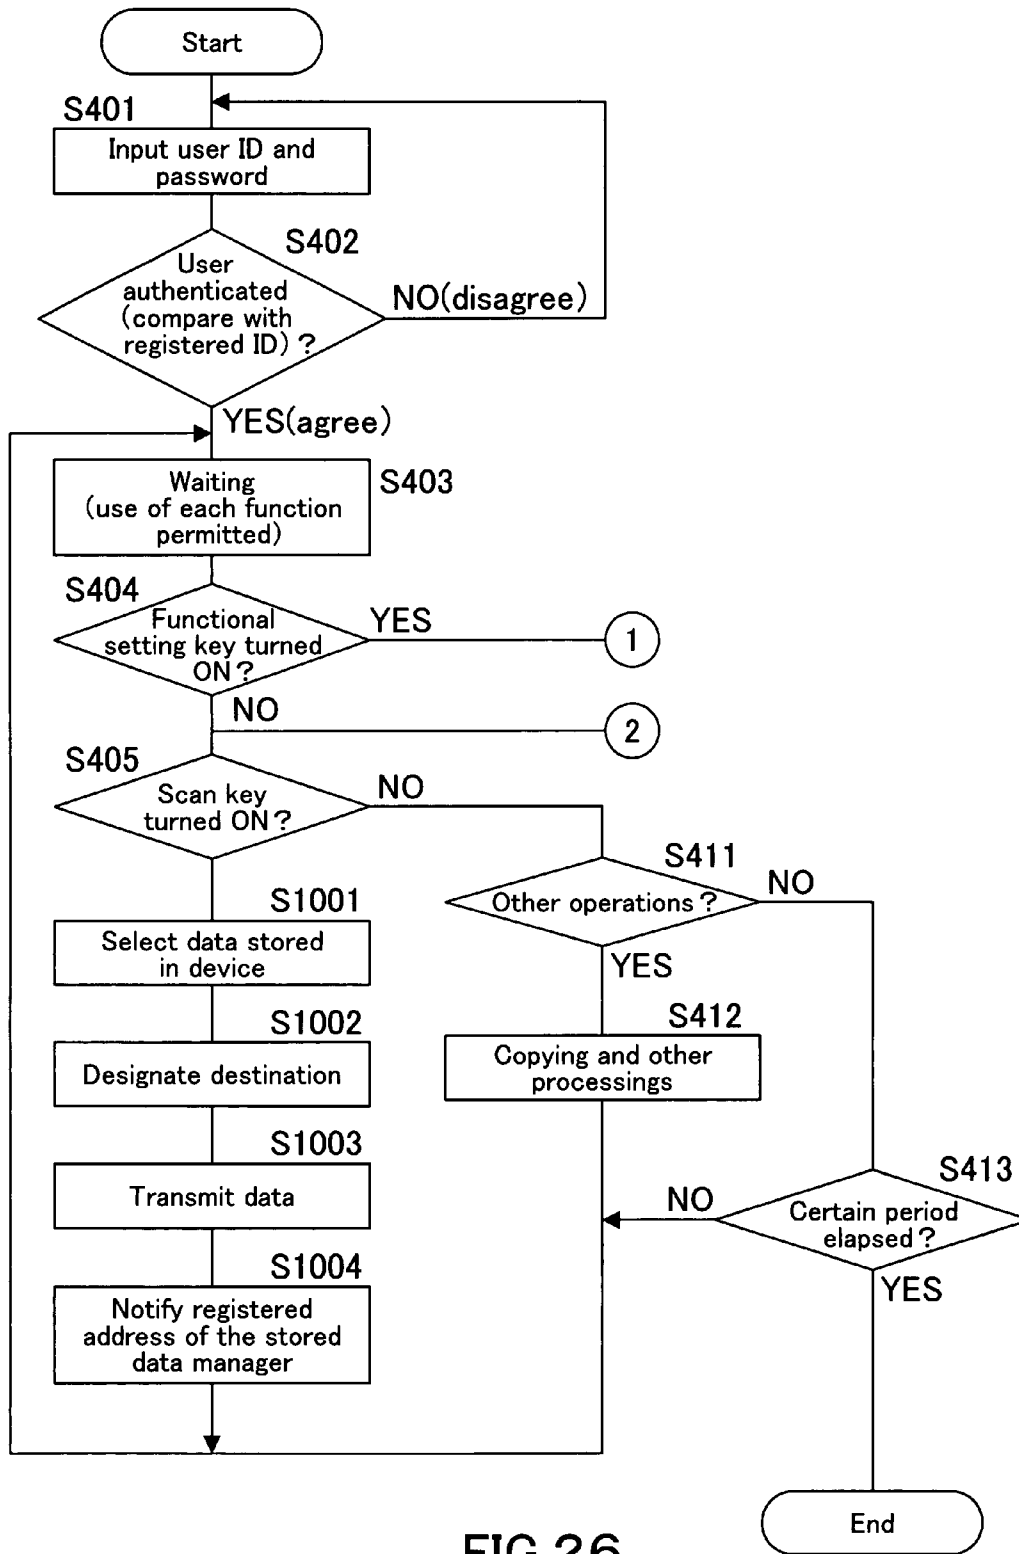 Start
S401
Input user ID and
password
S402
User
authenticated
(compare with
registered ID)?
NO(disagree)
YES(agree)
Waiting
(use of each function
permitted)
S403
S404
Functional
setting key turned
ON?
YES
1
NO
2
S405
Scan key
turned ON?
NO
S411
Other operations?
NO
YES
S1001
Select data stored
in device
S412
Copying and other
processings
S1002
Designate destination
S1003
Transmit data
S413
Certain period
elapsed?
NO
YES
S1004
Notify registered
address of the stored
data manager
End
FIG.26